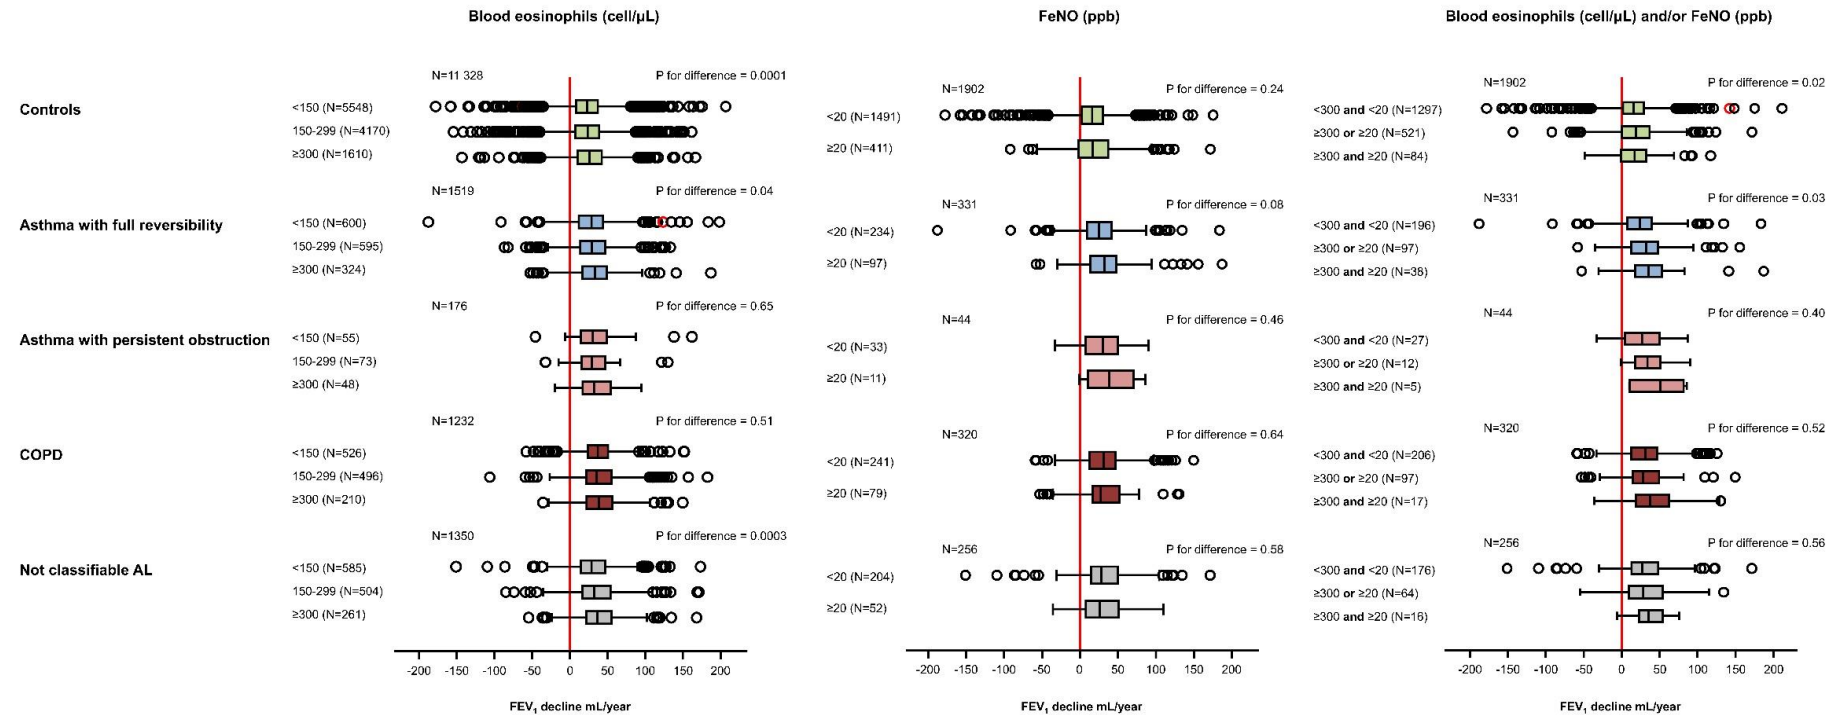 Blood eosinophils (cell/µL)
FeNO (ppb)
Blood eosinophils (cell/µL) and/or FeNO (ppb)
Controls
N=11 328
P for difference = 0.0001
<150 (N=5548)
150-299 (N=4170)
≥300 (N=1610)
N=1902
P for difference = 0.24
<20 (N=1491)
≥20 (N=411)
N=1902
P for difference = 0.02
<300 and <20 (N=1297)
≥300 or ≥20 (N=521)
≥300 and ≥20 (N=84)
Asthma with full reversibility
N=1519
P for difference = 0.04
<150 (N=600)
150-299 (N=595)
≥300 (N=324)
N=331
P for difference = 0.08
<20 (N=234)
≥20 (N=97)
N=331
P for difference = 0.03
<300 and <20 (N=196)
≥300 or ≥20 (N=97)
≥300 and ≥20 (N=38)
Asthma with persistent obstruction
N=176
P for difference = 0.65
<150 (N=55)
150-299 (N=73)
≥300 (N=48)
N=44
P for difference = 0.46
<20 (N=33)
≥20 (N=11)
N=44
P for difference = 0.40
<300 and <20 (N=27)
≥300 or ≥20 (N=12)
≥300 and ≥20 (N=5)
COPD
N=1232
P for difference = 0.51
<150 (N=526)
150-299 (N=496)
≥300 (N=210)
N=320
P for difference = 0.64
<20 (N=241)
≥20 (N=79)
N=320
P for difference = 0.52
<300 and <20 (N=206)
≥300 or ≥20 (N=97)
≥300 and ≥20 (N=17)
Not classifiable AL
N=1350
P for difference = 0.0003
<150 (N=585)
150-299 (N=504)
≥300 (N=261)
N=256
P for difference = 0.58
<20 (N=204)
≥20 (N=52)
N=256
P for difference = 0.56
<300 and <20 (N=176)
≥300 or ≥20 (N=64)
≥300 and ≥20 (N=16)
-200 -150 -100 -50 0 50 100 150 200
-200 -150 -100 -50 0 50 100 150 200
-200 -150 -100 -50 0 50 100 150 200
FEV₁ decline mL/year
FEV₁ decline mL/year
FEV₁ decline mL/year